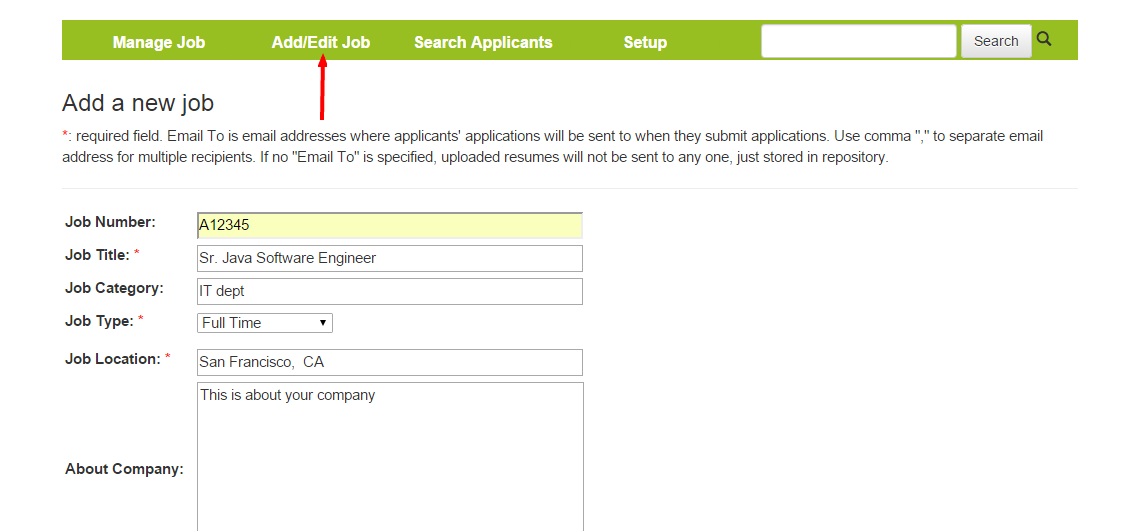 Manage Job Add/Edit Job Search Applicants Setup Search
Add a new job
*: required field. Email To is email addresses where applicants' applications will be sent to when they submit applications. Use comma "," to separate email
address for multiple recipients. If no "Email To" is specified, uploaded resumes will not be sent to any one, just stored in repository.
Job Number: A12345
Job Title: * Sr. Java Software Engineer
Job Category: IT dept
Job Type: * Full Time
Job Location: * San Francisco,  CA
This is about your company
About Company: